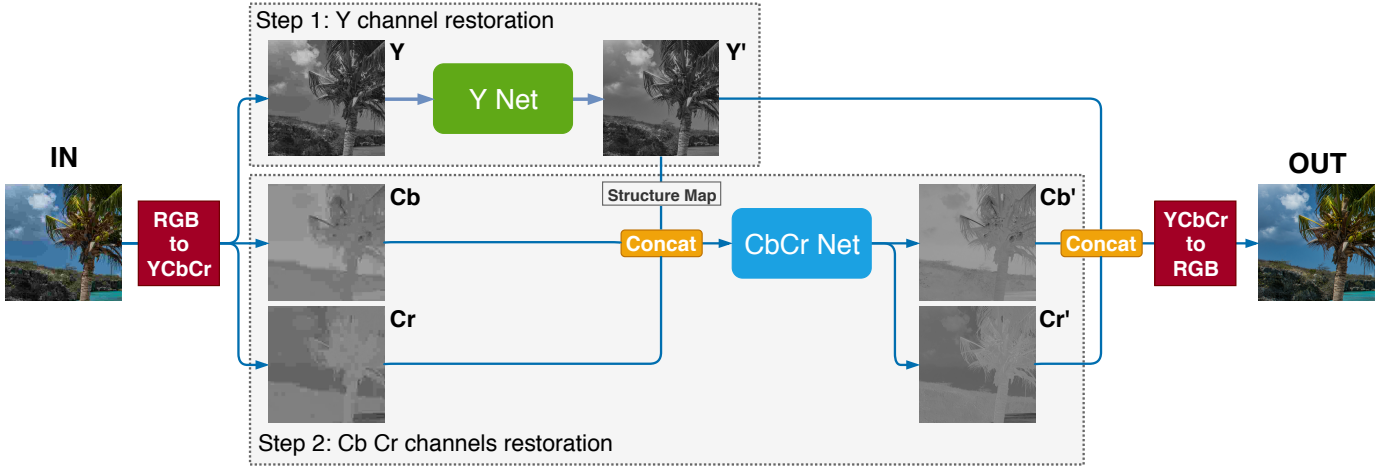 Step 1: Y channel restoration
Y
Y Net
Y'
IN
RGB
to
YCbCr
Cb
Structure Map
Concat
CbCr Net
Cb'
Concat
YCbCr
to
RGB
OUT
Cr
Cr'
Step 2: Cb Cr channels restoration